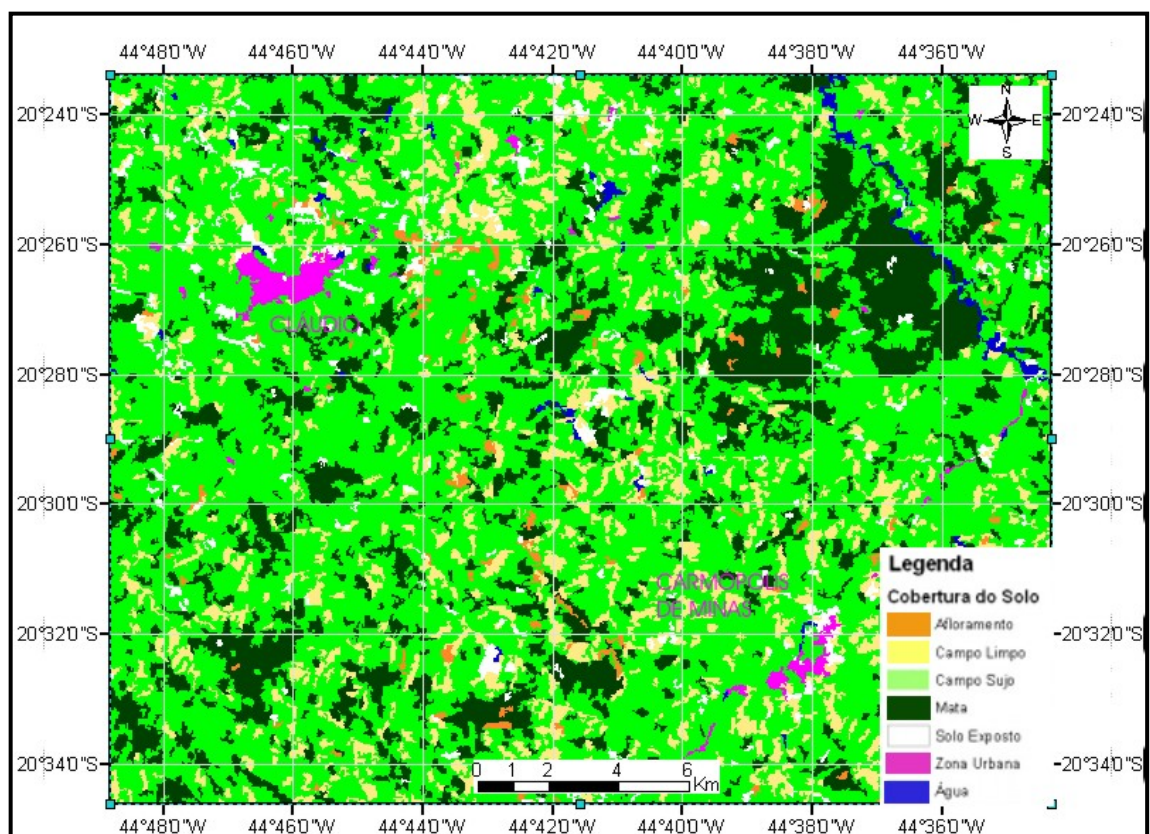 44°48'0"W 44°46'0"W 44°44'0"W 44°42'0"W 44°40'0"W 44°38'0"W 44°36'0"W
N
W E
S
20°24'0"S 20°24'0"S
20°26'0"S 20°26'0"S
CLÁUDIO
20°28'0"S 20°28'0"S
20°30'0"S 20°30'0"S
CARMÓPOLIS
DE MINAS
Legenda
Cobertura do Solo
Afloramento
Campo Limpo
Campo Sujo
Mata
Solo Exposto
Zona Urbana
Água
20°32'0"S 20°32'0"S
20°34'0"S 20°34'0"S
0 1 2 4 6
Km
44°48'0"W 44°46'0"W 44°44'0"W 44°42'0"W 44°40'0"W 44°38'0"W 44°36'0"W